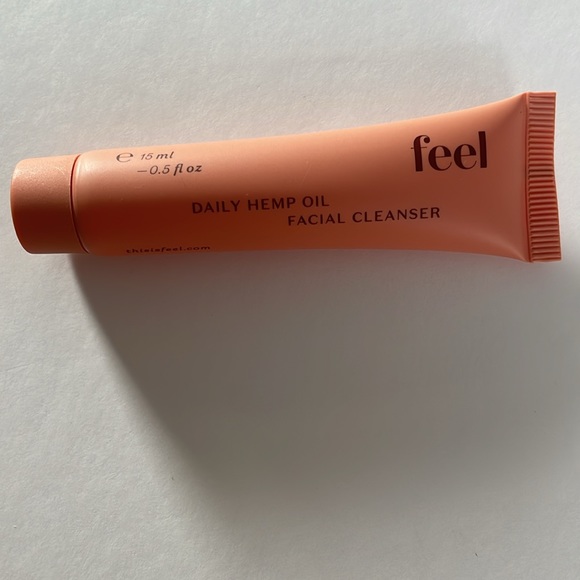 feel
℮ 15 ml
–0.5 fl oz
DAILY HEMP OIL
FACIAL CLEANSER
thisisfeel.com